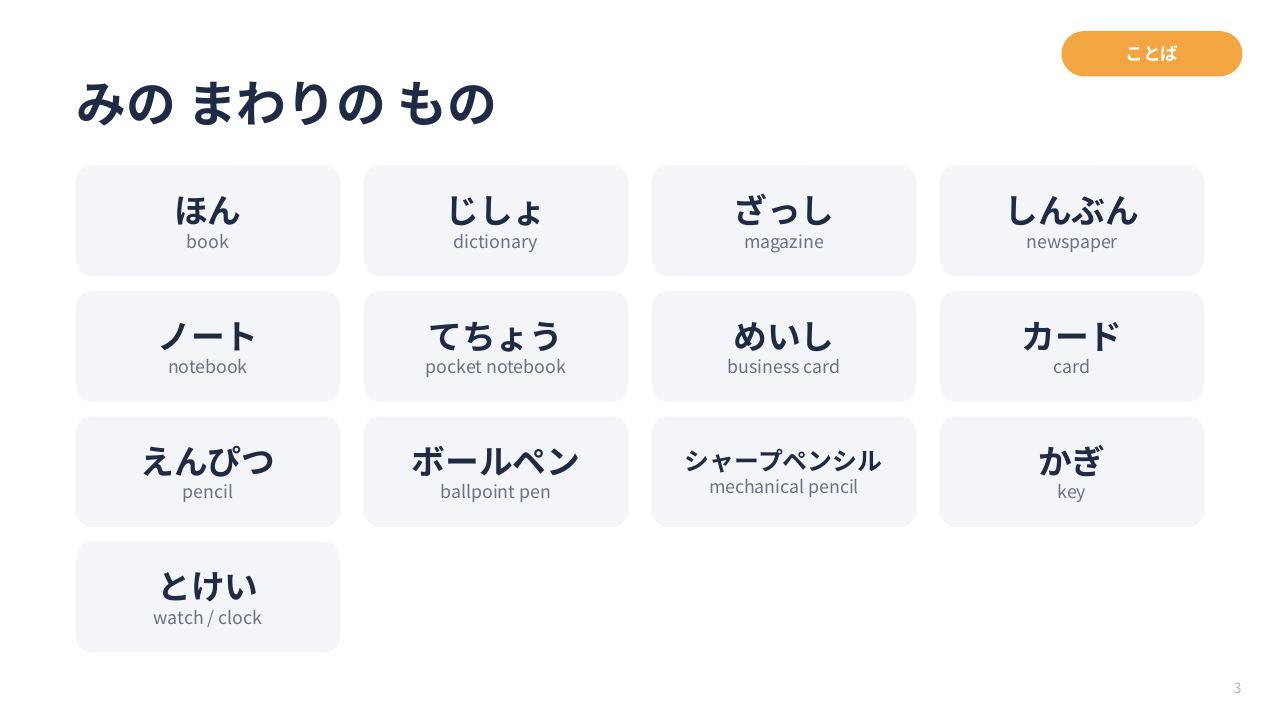 ことば
みの まわりの もの
ほん
book
じしょ
dictionary
ざっし
magazine
しんぶん
newspaper
ノート
notebook
てちょう
pocket notebook
めいし
business card
カード
card
えんぴつ
pencil
ボールペン
ballpoint pen
シャープペンシル
mechanical pencil
かぎ
key
とけい
watch / clock
3